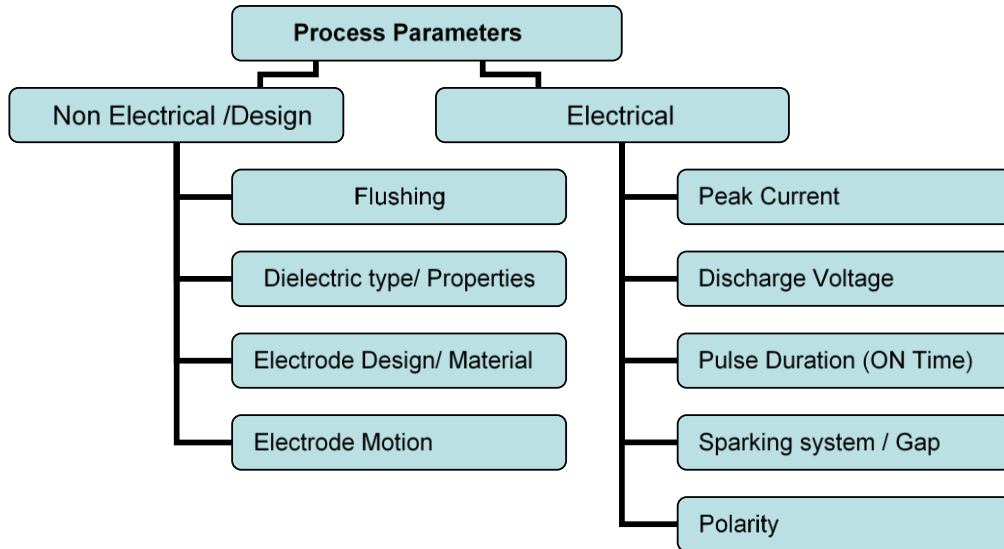 Process Parameters
Non Electrical /Design
Electrical
Flushing
Dielectric type/ Properties
Electrode Design/ Material
Electrode Motion
Peak Current
Discharge Voltage
Pulse Duration (ON Time)
Sparking system / Gap
Polarity